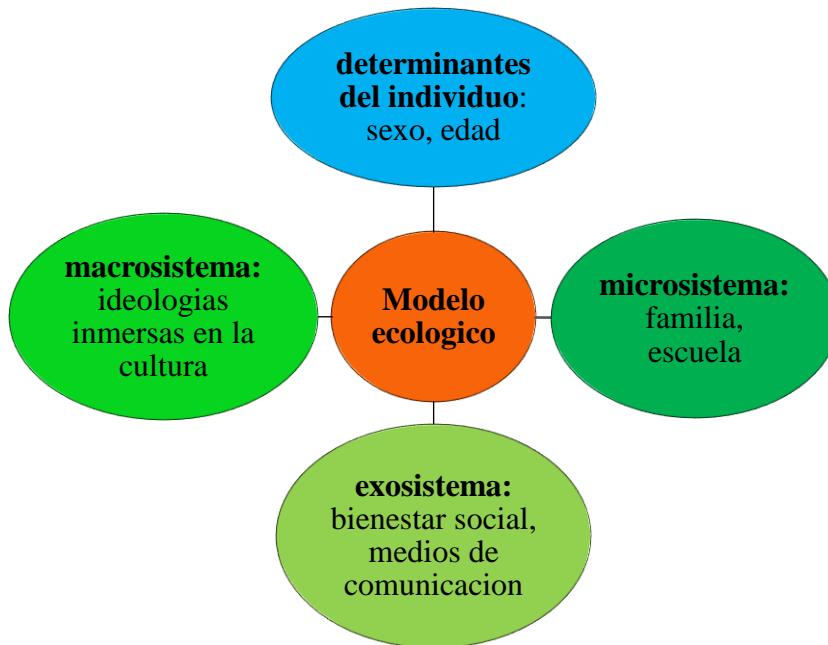 determinantes
del individuo:
sexo, edad
macrosistema:
ideologias
inmersas en la
cultura
Modelo
ecologico
microsistema:
familia,
escuela
exosistema:
bienestar social,
medios de
comunicacion